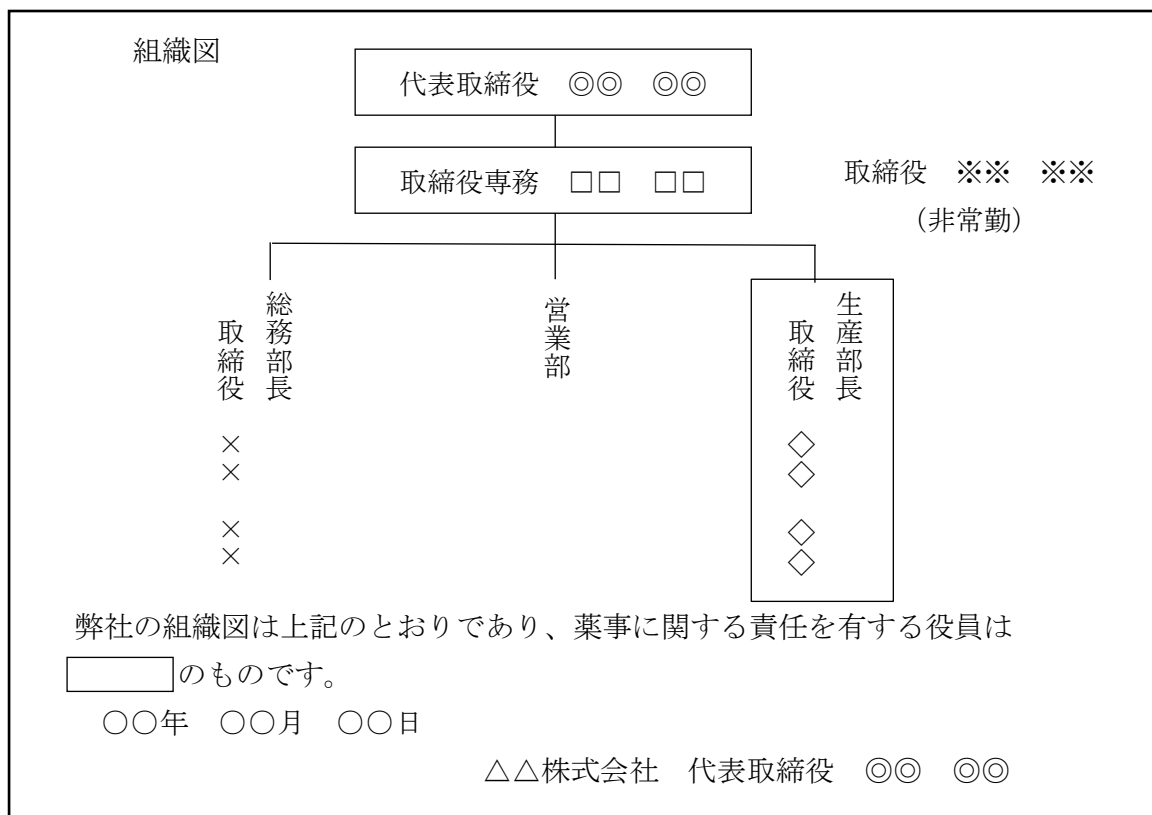 組織図
代表取締役　◎◎　◎◎
取締役専務　□□　□□
取締役　※※　※※
（非常勤）
総務部長
取締役　××　××
営業部
生産部長
取締役　◇◇　◇◇
弊社の組織図は上記のとおりであり、薬事に関する責任を有する役員は
のものです。
○○年　○○月　○○日
△△株式会社　代表取締役　◎◎　◎◎